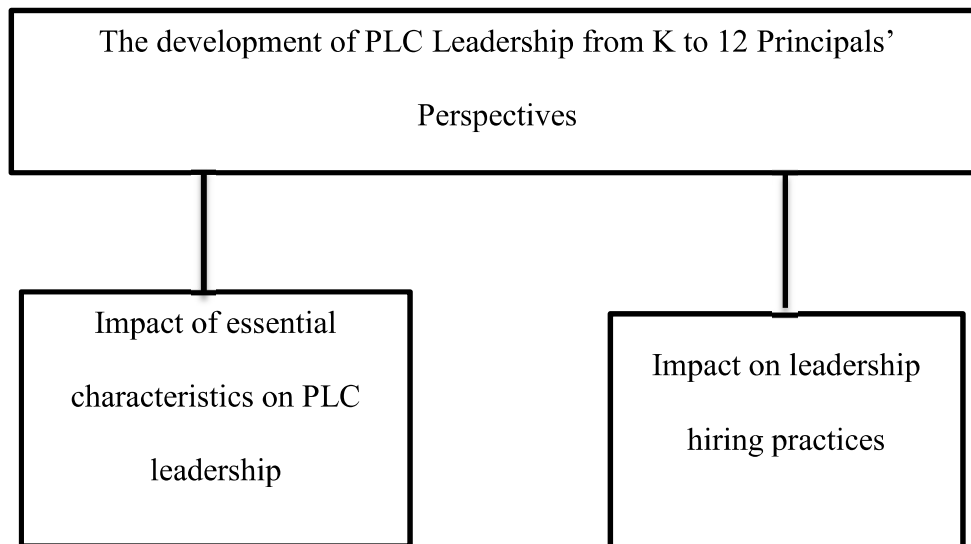 The development of PLC Leadership from K to 12 Principals’
Perspectives
Impact of essential
characteristics on PLC
leadership
Impact on leadership
hiring practices